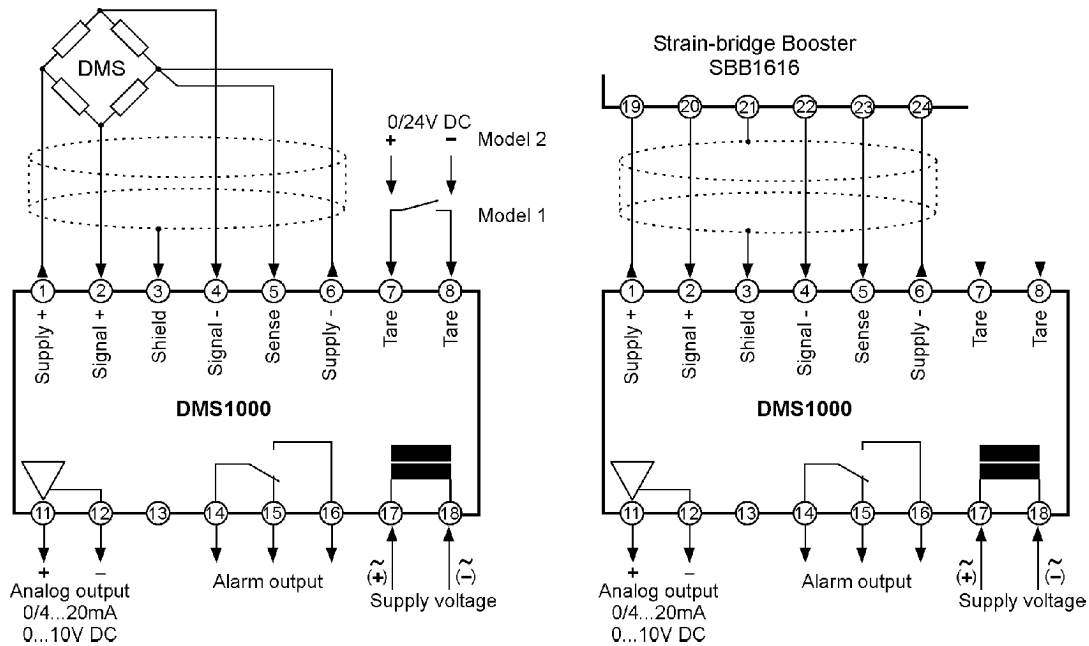 DMS
0/24V DC
+ −
Model 2
Model 1
1 2 3 4 5 6 7 8
Supply +
Signal +
Shield
Signal -
Sense
Supply -
Tare
Tare
DMS1000
11 12 13 14 15 16 17 18
+ −
Analog output
0/4...20mA
0...10V DC
Alarm output
(+) (−)
~ ~
Supply voltage
Strain-bridge Booster
SBB1616
19 20 21 22 23 24
1 2 3 4 5 6 7 8
Supply +
Signal +
Shield
Signal -
Sense
Supply -
Tare
Tare
DMS1000
11 12 13 14 15 16 17 18
+ −
Analog output
0/4...20mA
0...10V DC
Alarm output
~ ~
(+) (−)
Supply voltage